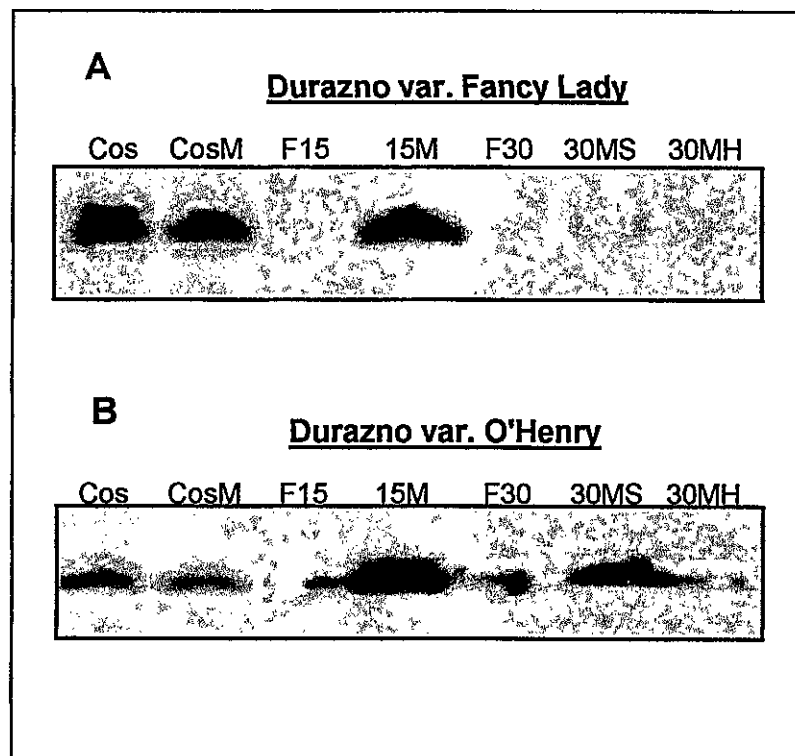 A
Durazno var. Fancy Lady
Cos CosM F15 15M F30 30MS 30MH
B
Durazno var. O'Henry
Cos CosM F15 15M F30 30MS 30MH